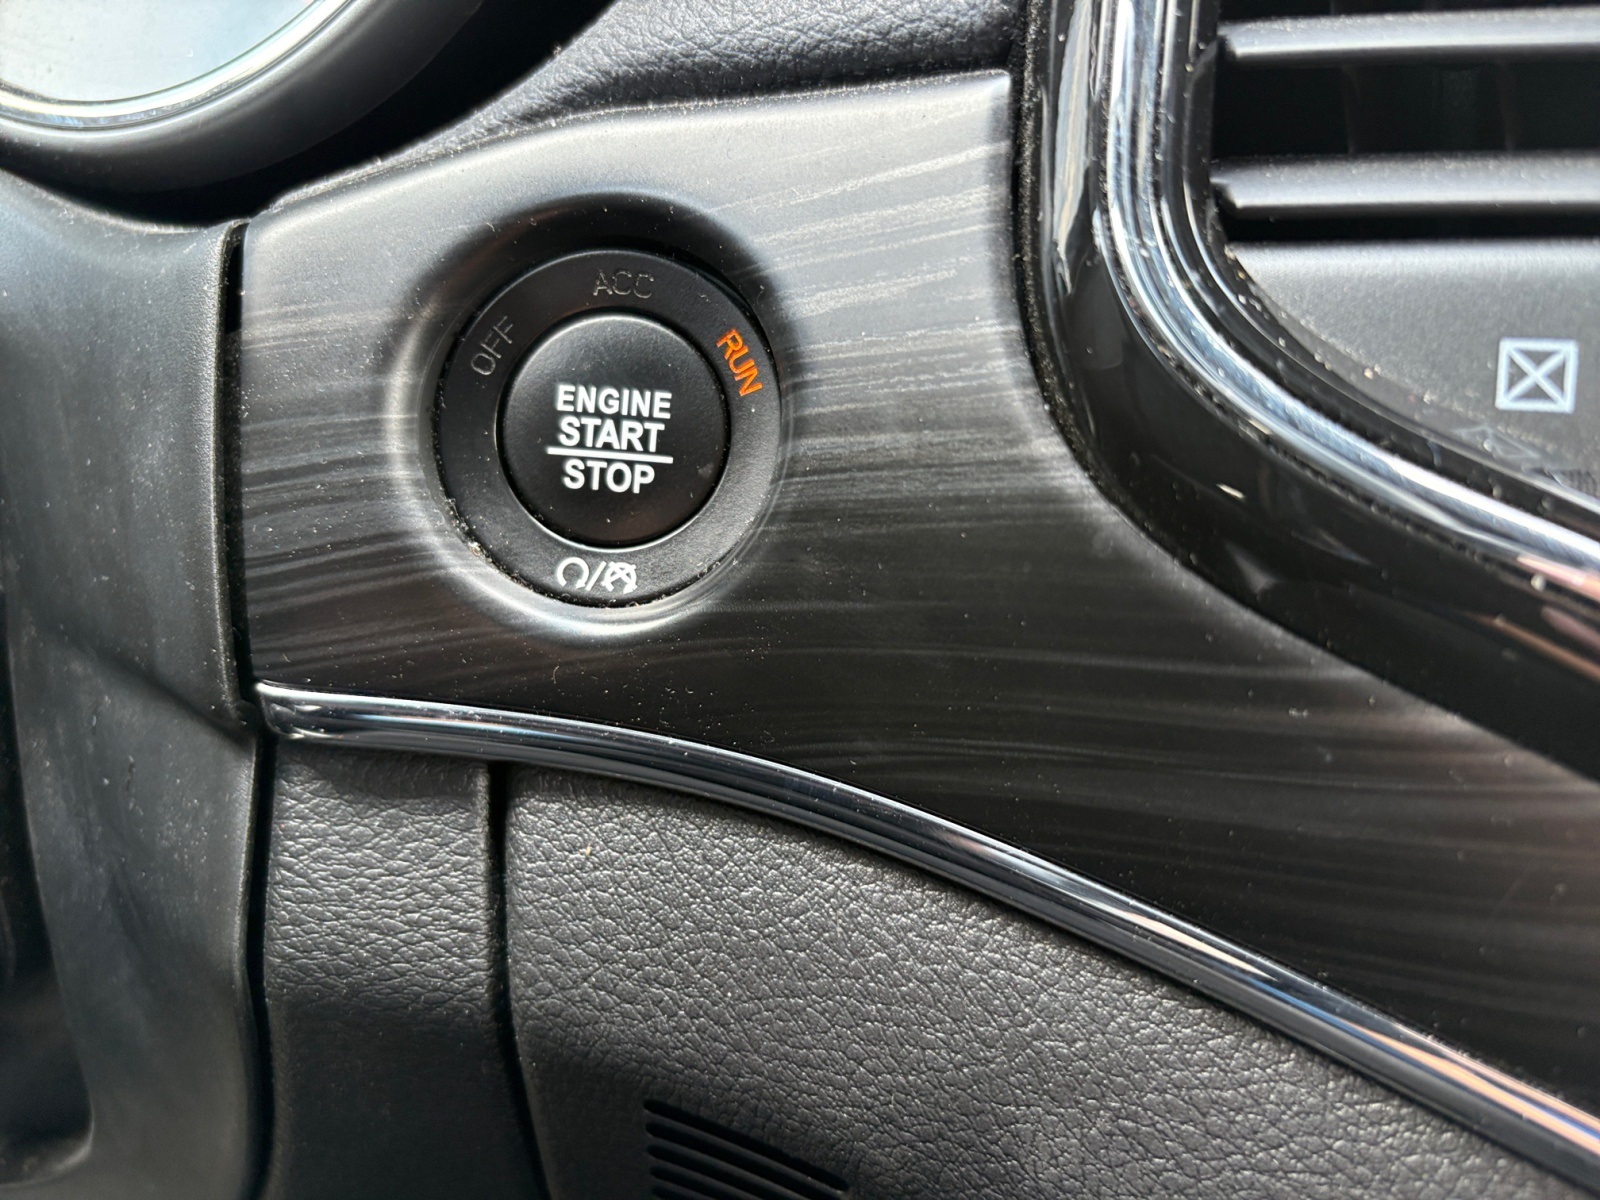 ACC
OFF
RUN
ENGINE
START
STOP